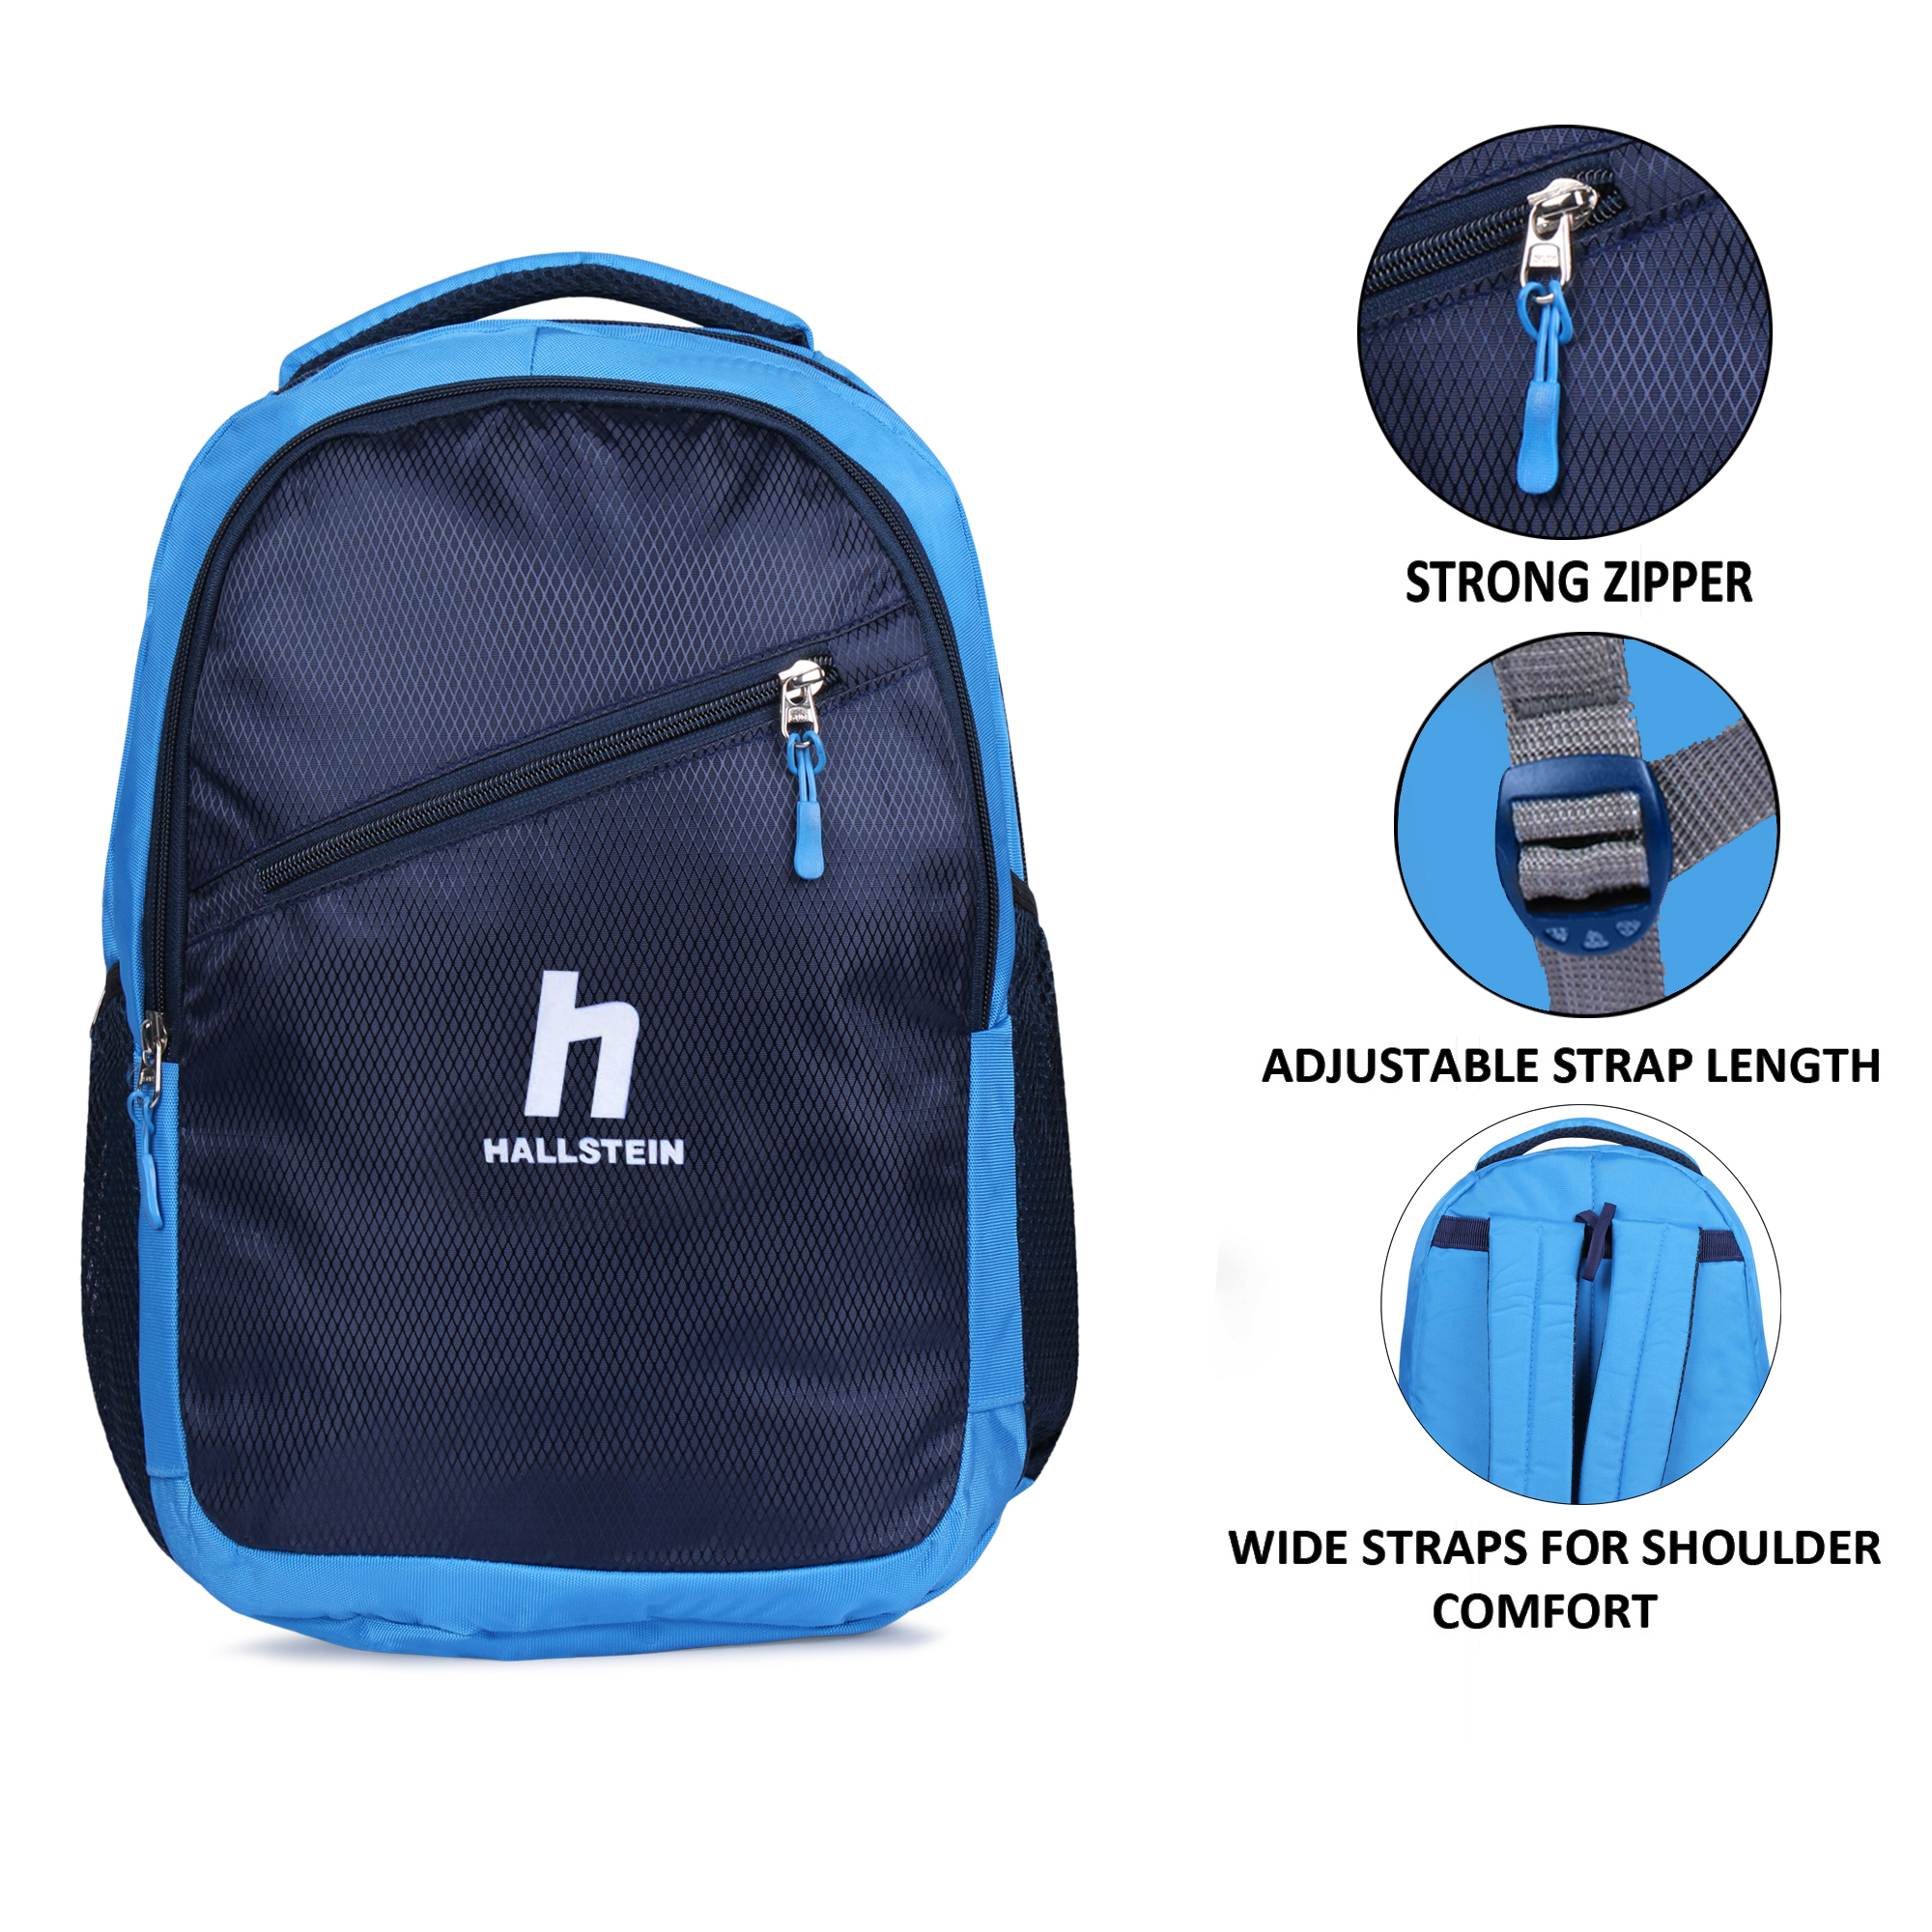 h
HALLSTEIN
STRONG ZIPPER
ADJUSTABLE STRAP LENGTH
WIDE STRAPS FOR SHOULDER
COMFORT